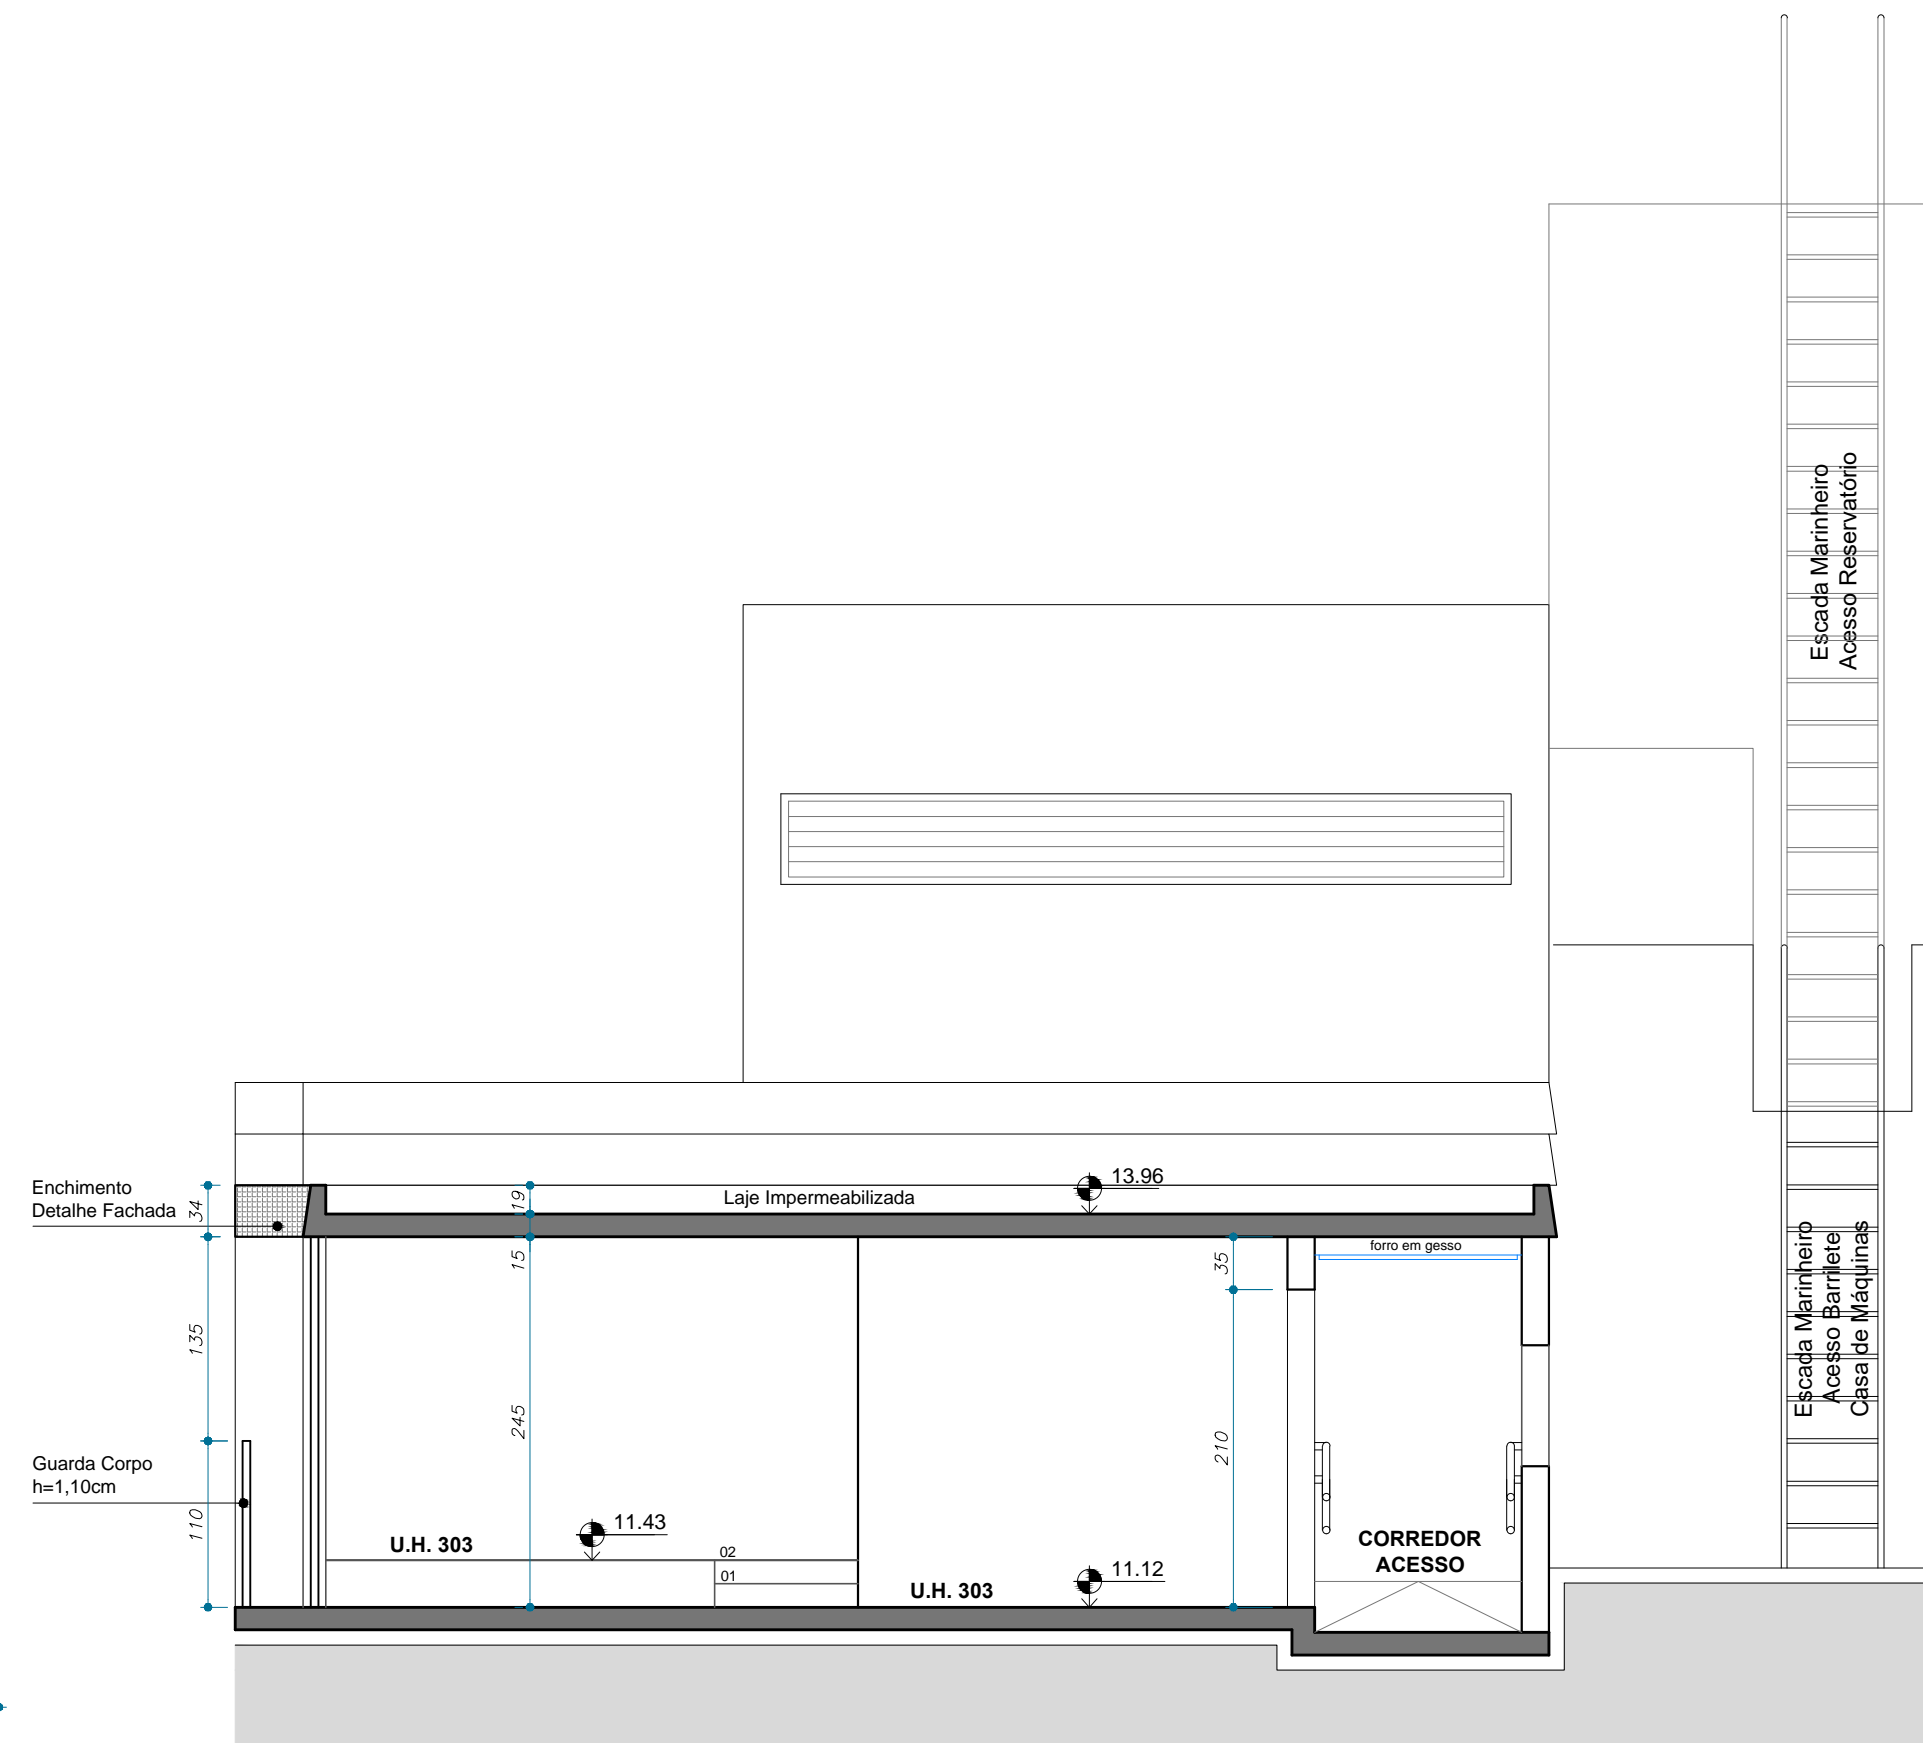 Escada Marinheiro
Acesso Reservatório
Enchimento
Detalhe Fachada
34
19
Laje Impermeabilizada
13.96
15
35
forro em gesso
135
245
210
Escada Marinheiro
Acesso Barrilete
Casa de Máquinas
Guarda Corpo
h=1,10cm
110
U.H. 303
11.43
02
01
U.H. 303
11.12
CORREDOR
ACESSO